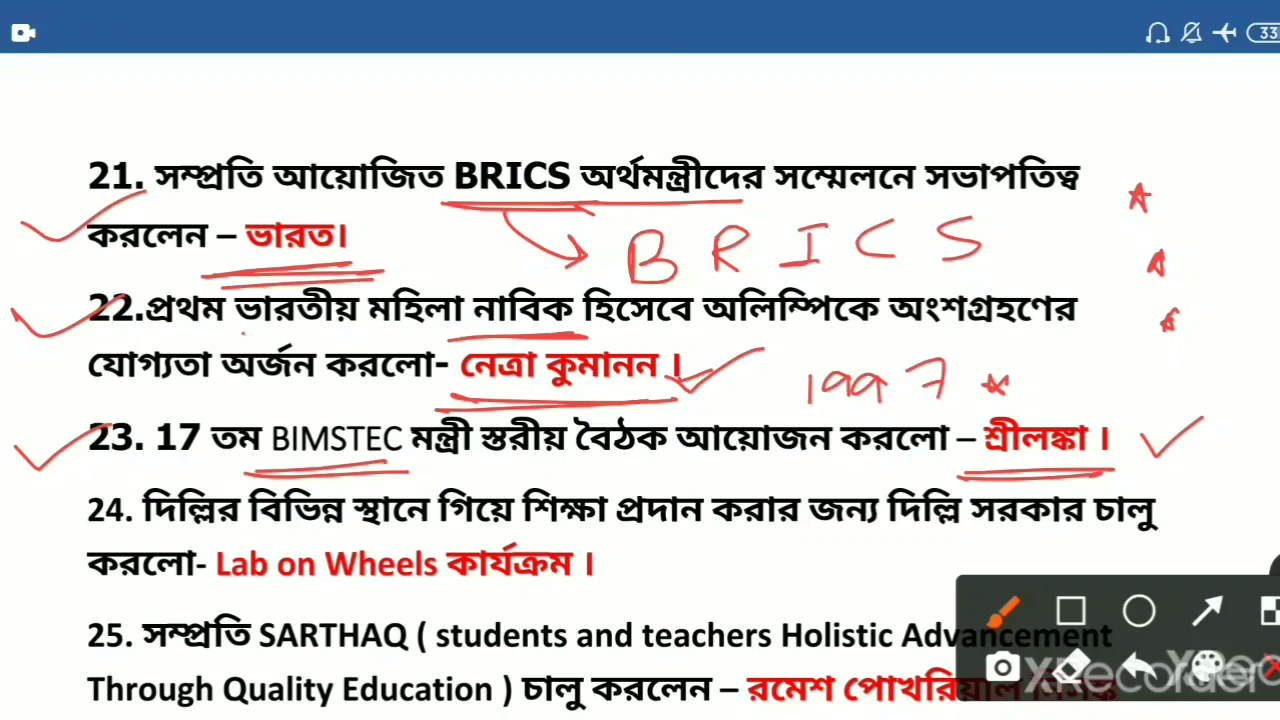 33
21. সম্প্রতি আয়োজিত BRICS অর্থমন্ত্রীদের সম্মেলনে সভাপতিত্ব
করলেন – ভারত।
B R I C S
22.প্রথম ভারতীয় মহিলা নাবিক হিসেবে অলিম্পিকে অংশগ্রহণের
যোগ্যতা অর্জন করলো- নেত্রা কুমানন ।
1997
23. 17 তম BIMSTEC মন্ত্রী স্তরীয় বৈঠক আয়োজন করলো – শ্রীলঙ্কা ।
24. দিল্লির বিভিন্ন স্থানে গিয়ে শিক্ষা প্রদান করার জন্য দিল্লি সরকার চালু
করলো- Lab on Wheels কার্যক্রম ।
25. সম্প্রতি SARTHAQ ( students and teachers Holistic Advancement
Through Quality Education ) চালু করলেন – রমেশ পোখরিয়াল